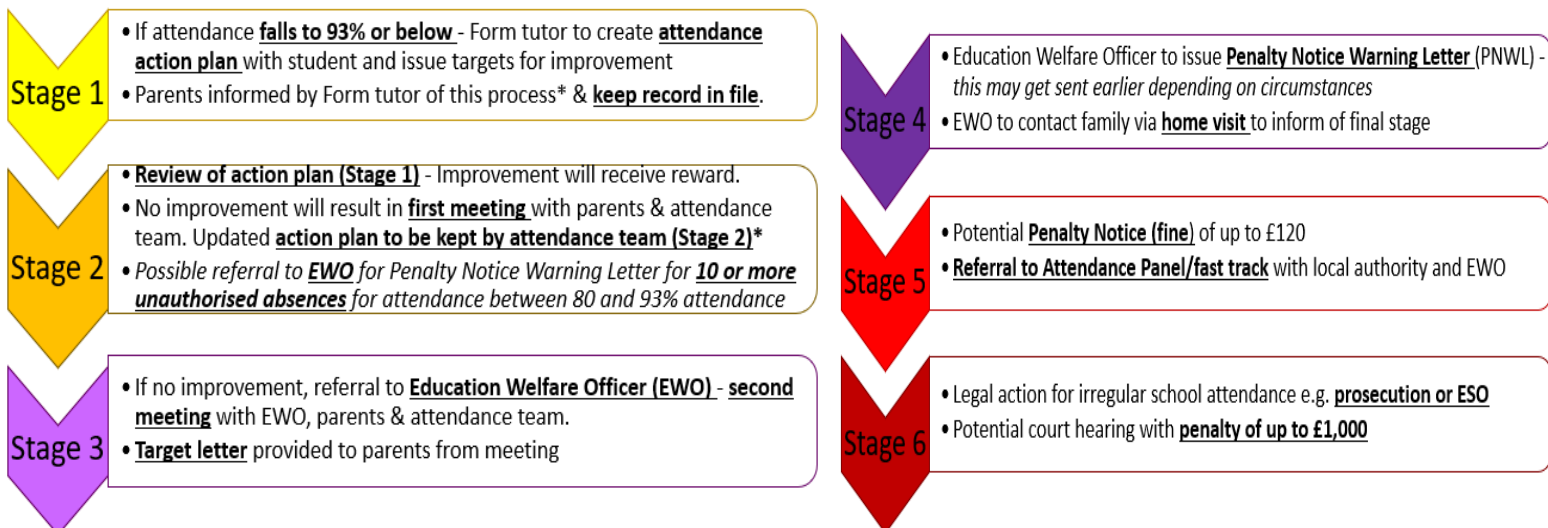 Stage 1
• If attendance falls to 93% or below - Form tutor to create attendance
action plan with student and issue targets for improvement
• Parents informed by Form tutor of this process* & keep record in file.
Stage 2
• Review of action plan (Stage 1) - Improvement will receive reward.
• No improvement will result in first meeting with parents & attendance
team. Updated action plan to be kept by attendance team (Stage 2)*
• Possible referral to EWO for Penalty Notice Warning Letter for 10 or more
unauthorised absences for attendance between 80 and 93% attendance
Stage 3
• If no improvement, referral to Education Welfare Officer (EWO) - second
meeting with EWO, parents & attendance team.
• Target letter provided to parents from meeting
Stage 4
• Education Welfare Officer to issue Penalty Notice Warning Letter (PNWL) -
this may get sent earlier depending on circumstances
• EWO to contact family via home visit to inform of final stage
Stage 5
• Potential Penalty Notice (fine) of up to £120
• Referral to Attendance Panel/fast track with local authority and EWO
Stage 6
• Legal action for irregular school attendance e.g. prosecution or ESO
• Potential court hearing with penalty of up to £1,000